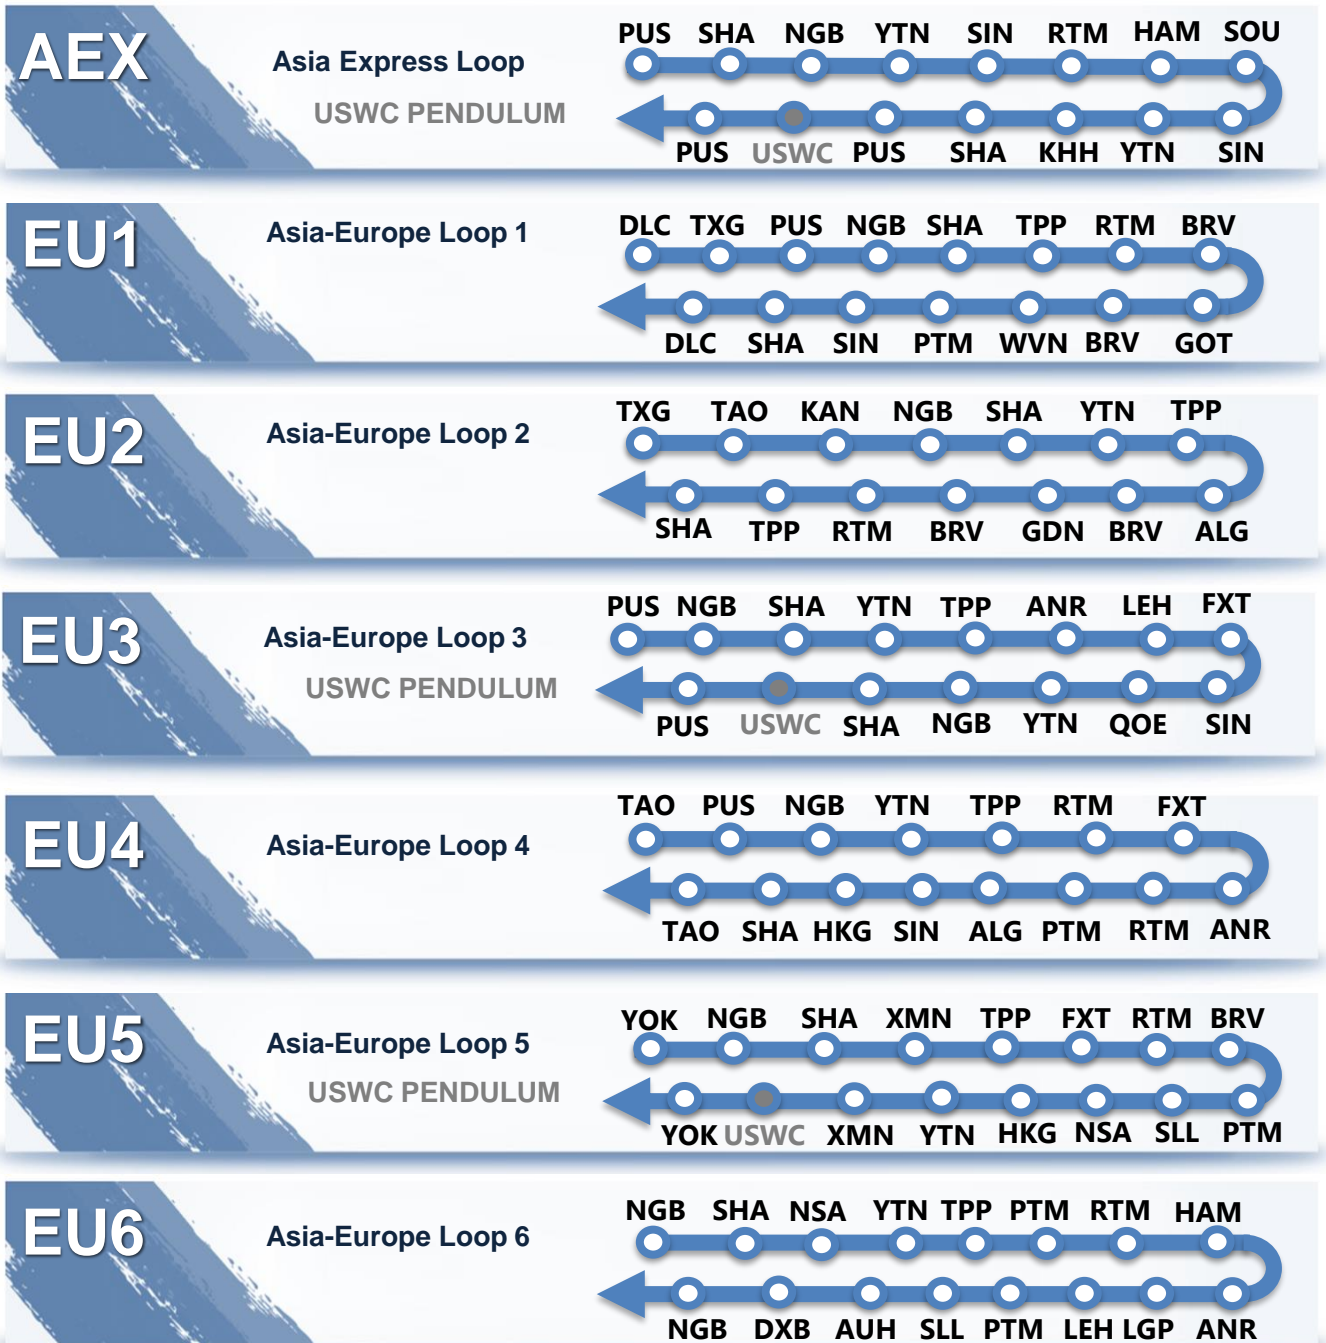 AEX
Asia Express Loop
USWC PENDULUM
PUS SHA NGB YTN SIN RTM HAM SOU
PUS USWC PUS SHA KHH YTN SIN
EU1
Asia-Europe Loop 1
DLC TXG PUS NGB SHA TPP RTM BRV
DLC SHA SIN PTM WVN BRV GOT
EU2
Asia-Europe Loop 2
TXG TAO KAN NGB SHA YTN TPP
SHA TPP RTM BRV GDN BRV ALG
EU3
Asia-Europe Loop 3
USWC PENDULUM
PUS NGB SHA YTN TPP ANR LEH FXT
PUS USWC SHA NGB YTN QOE SIN
EU4
Asia-Europe Loop 4
TAO PUS NGB YTN TPP RTM FXT
TAO SHA HKG SIN ALG PTM RTM ANR
EU5
Asia-Europe Loop 5
USWC PENDULUM
YOK NGB SHA XMN TPP FXT RTM BRV
YOK USWC XMN YTN HKG NSA SLL PTM
EU6
Asia-Europe Loop 6
NGB SHA NSA YTN TPP PTM RTM HAM
NGB DXB AUH SLL PTM LEH LGP ANR